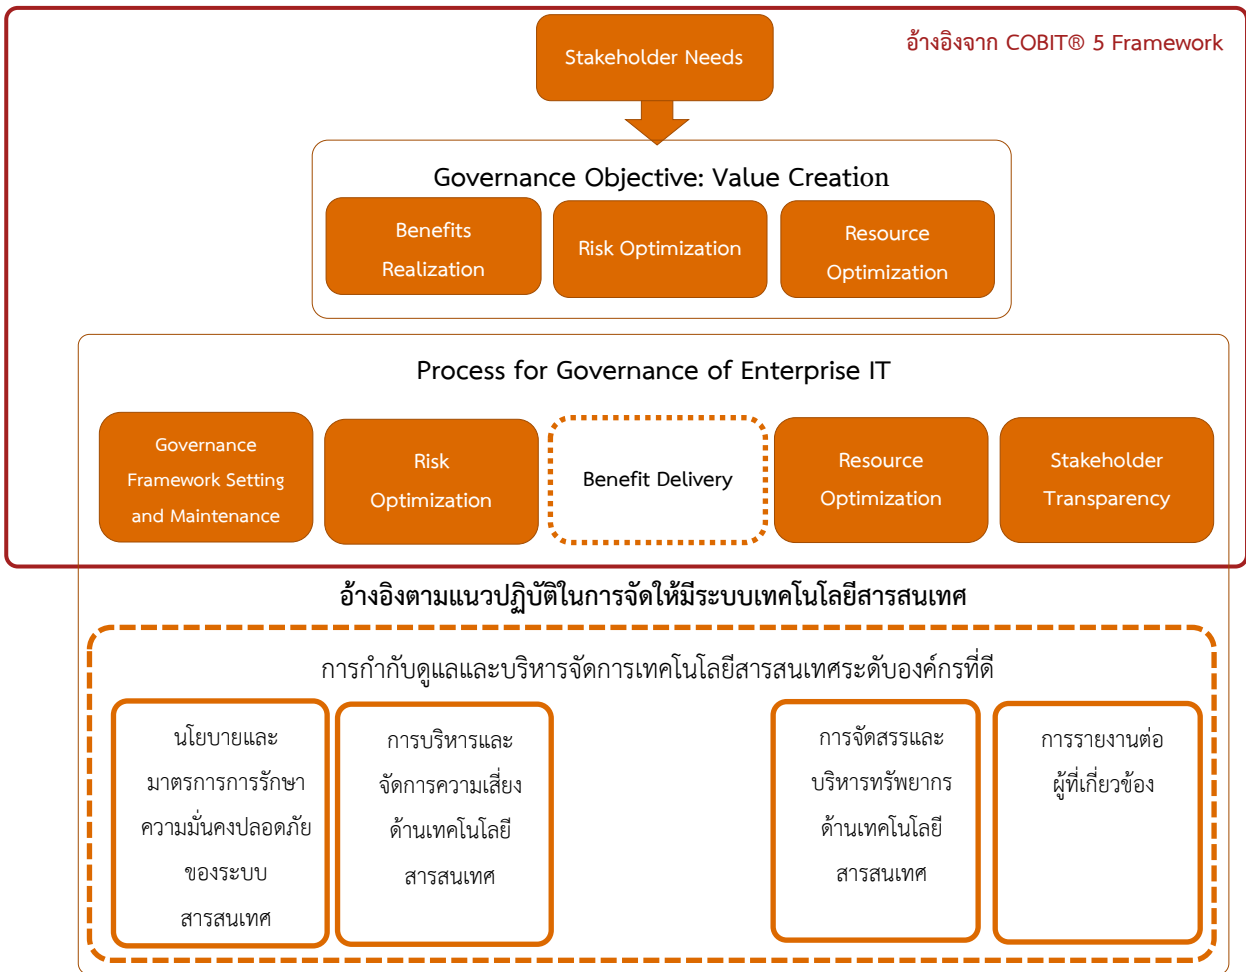 อ้างอิงจาก COBIT® 5 Framework
Stakeholder Needs
Governance Objective: Value Creation
Benefits
Realization
Risk Optimization
Resource
Optimization
Process for Governance of Enterprise IT
Governance
Framework Setting
and Maintenance
Risk
Optimization
Benefit Delivery
Resource
Optimization
Stakeholder
Transparency
อ้างอิงตามแนวปฏิบัติในการจัดให้มีระบบเทคโนโลยีสารสนเทศ
การกำกับดูแลและบริหารจัดการเทคโนโลยีสารสนเทศระดับองค์กรที่ดี
นโยบายและ
มาตรการการรักษา
ความมั่นคงปลอดภัย
ของระบบ
สารสนเทศ
การบริหารและ
จัดการความเสี่ยง
ด้านเทคโนโลยี
สารสนเทศ
การจัดสรรและ
บริหารทรัพยากร
ด้านเทคโนโลยี
สารสนเทศ
การรายงานต่อ
ผู้ที่เกี่ยวข้อง